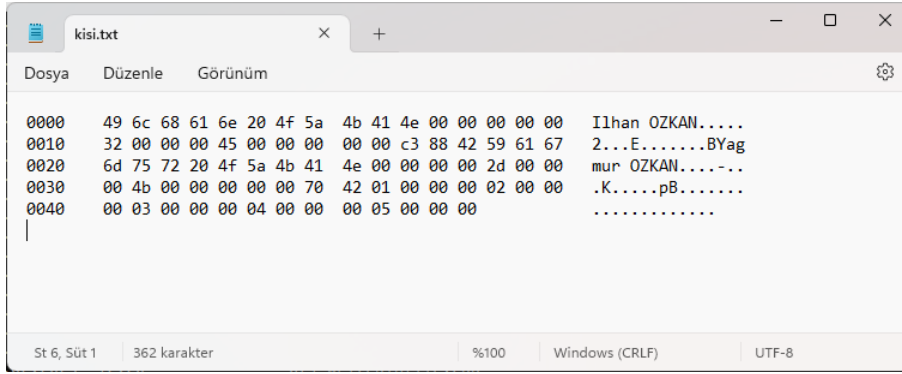 kisi.txt
Dosya Düzenle Görünüm
0000 49 6c 68 61 6e 20 4f 5a 4b 41 4e 00 00 00 00 00 Ilhan OZKAN.....
0010 32 00 00 00 45 00 00 00 00 00 c3 88 42 59 61 67 2...E.......BYag
0020 6d 75 72 20 4f 5a 4b 41 4e 00 00 00 00 2d 00 00 mur OZKAN....-..
0030 00 4b 00 00 00 00 00 70 42 01 00 00 00 02 00 00 .K.....pB.......
0040 00 03 00 00 00 04 00 00 00 05 00 00 00 .............
St 6, Süt 1 362 karakter %100 Windows (CRLF) UTF-8